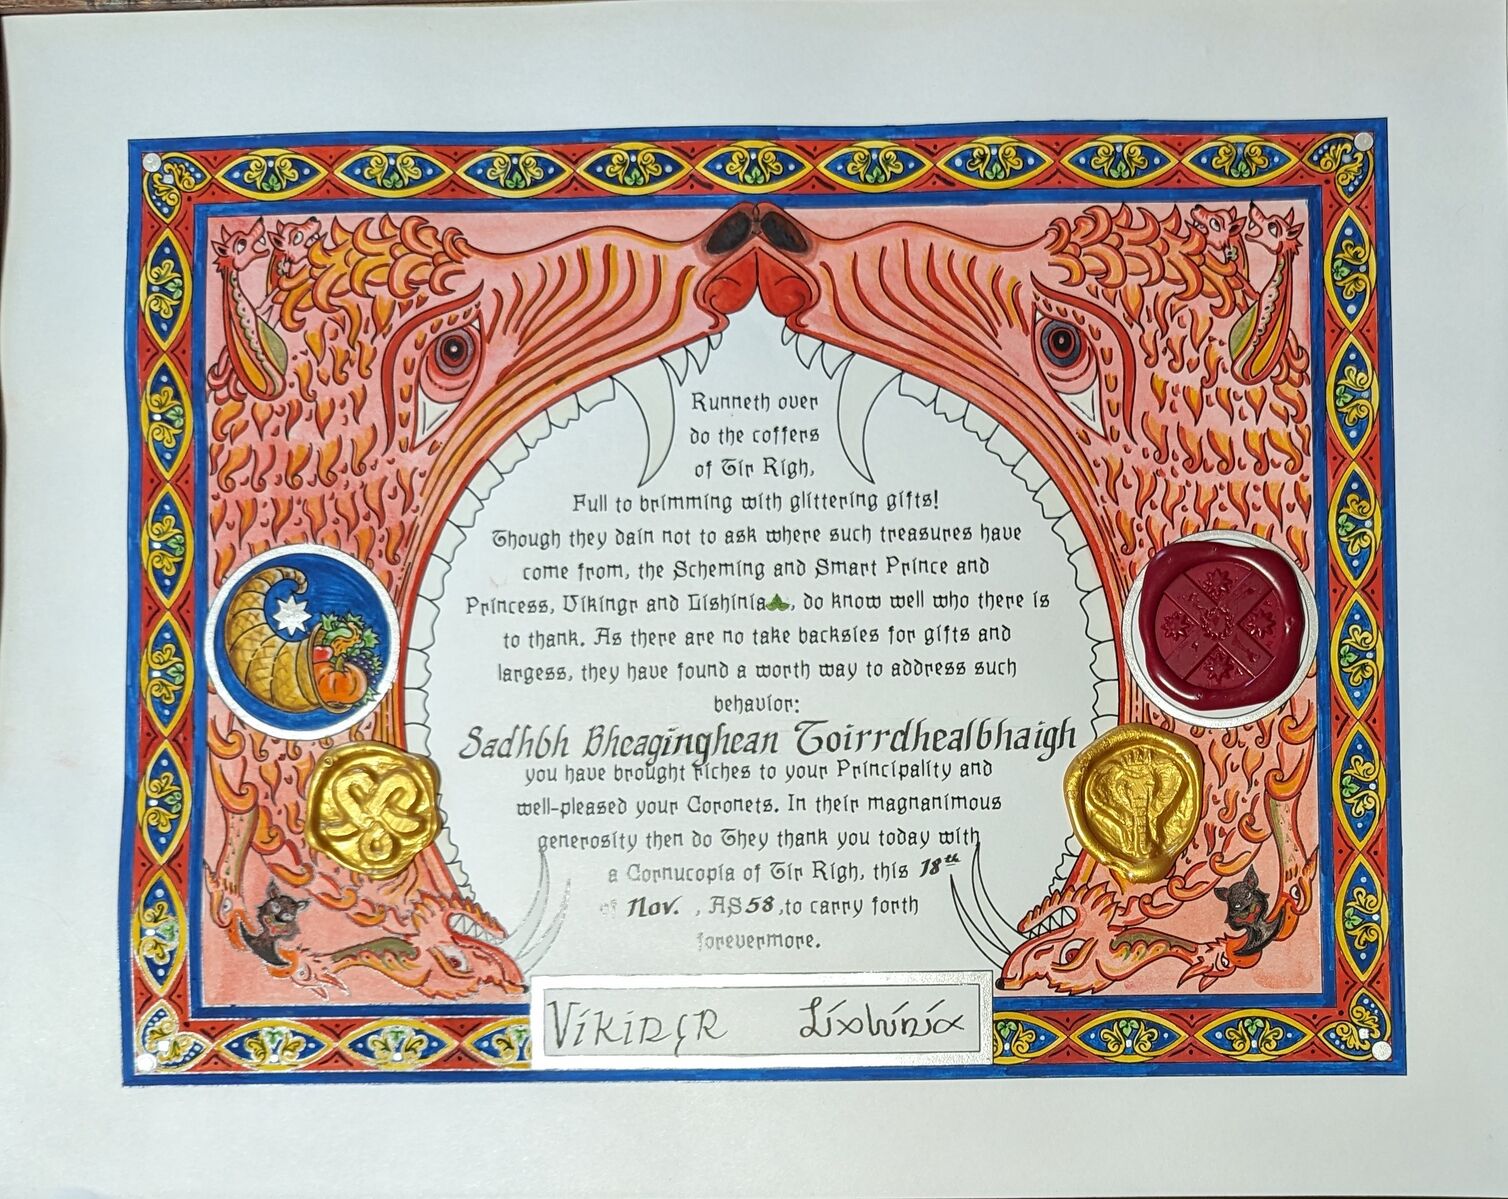 Runneth over
do the coffers
of Tir Righ,
Full to brimming with glittering gifts!
Though they dain not to ask where such treasures have
come from, the Scheming and Smart Prince and
Princess, Vikingr and Lishinia, do know well who there is
to thank. As there are no take backsies for gifts and
largess, they have found a worth way to address such
behavior:
Sadhbh Bheaginghean Toirrdhealbhaigh
you have brought riches to your Principality and
well-pleased your Coronets. In their magnanimous
generosity then do They thank you today with
a Cornucopia of Tir Righ, this 18th
of Nov. , AS 58 ,to carry forth
forevermore.
Vikingr Lishinia